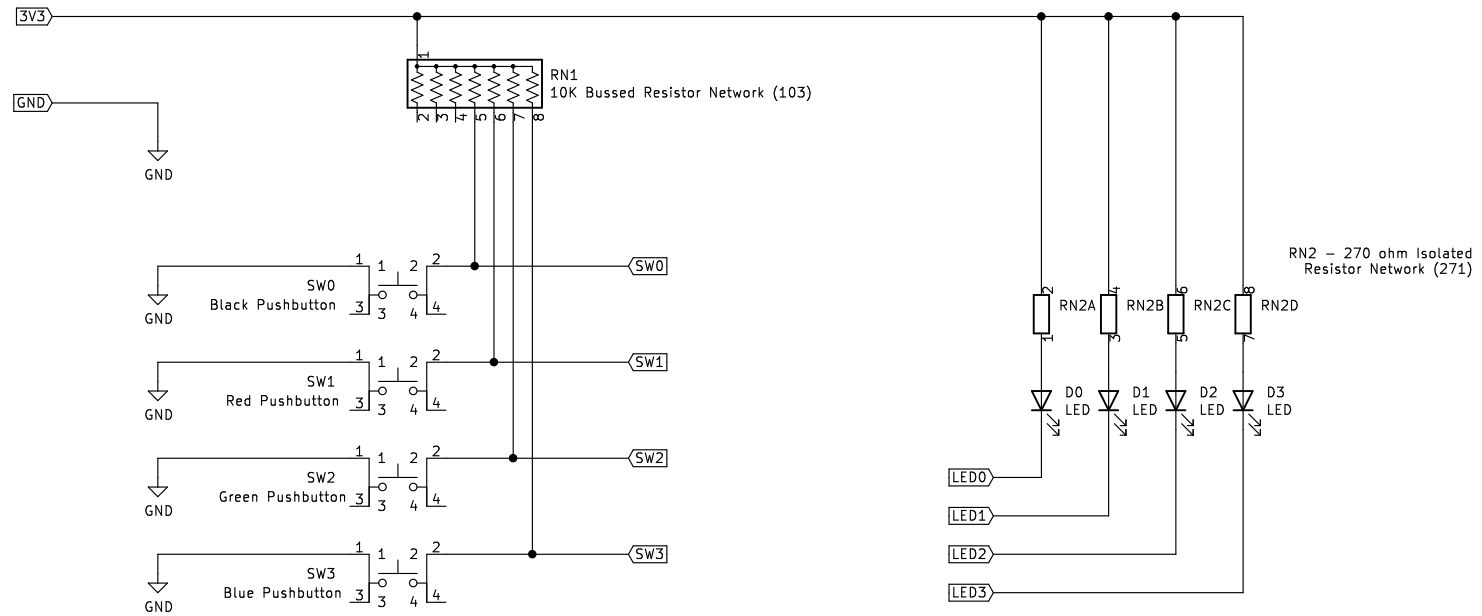 3V3
1
RN1
10K Bussed Resistor Network (103)
2 3 4 5 6 7 8
GND
GND
RN2 – 270 ohm Isolated
Resistor Network (271)
1 1 2 2
SW0
Black Pushbutton
3 3 4 4
GND
SW0
2 4 6 8
RN2A RN2B RN2C RN2D
1 3 5 7
1 1 2 2
SW1
Red Pushbutton
3 3 4 4
GND
SW1
D0 D1 D2 D3
LED LED LED LED
1 1 2 2
SW2
Green Pushbutton
3 3 4 4
GND
SW2
LED0
LED1
LED2
LED3
1 1 2 2
SW3
Blue Pushbutton
3 3 4 4
GND
SW3